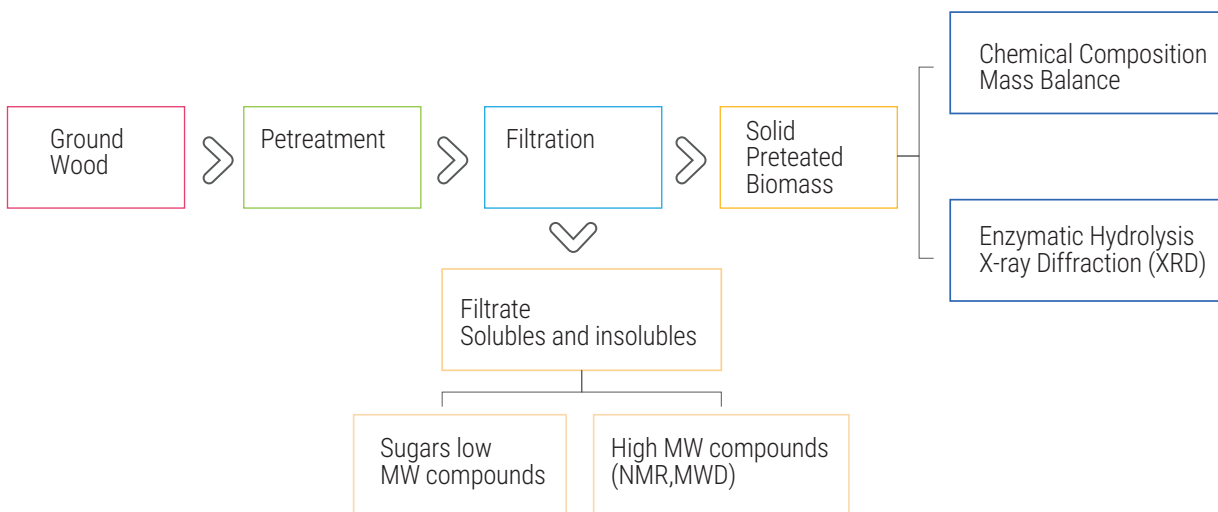 Ground
Wood
Petreatment
Filtration
Solid
Preteated
Biomass
Chemical Composition
Mass Balance
Enzymatic Hydrolysis
X-ray Diffraction (XRD)
Filtrate
Solubles and insolubles
Sugars low
MW compounds
High MW compounds
(NMR,MWD)